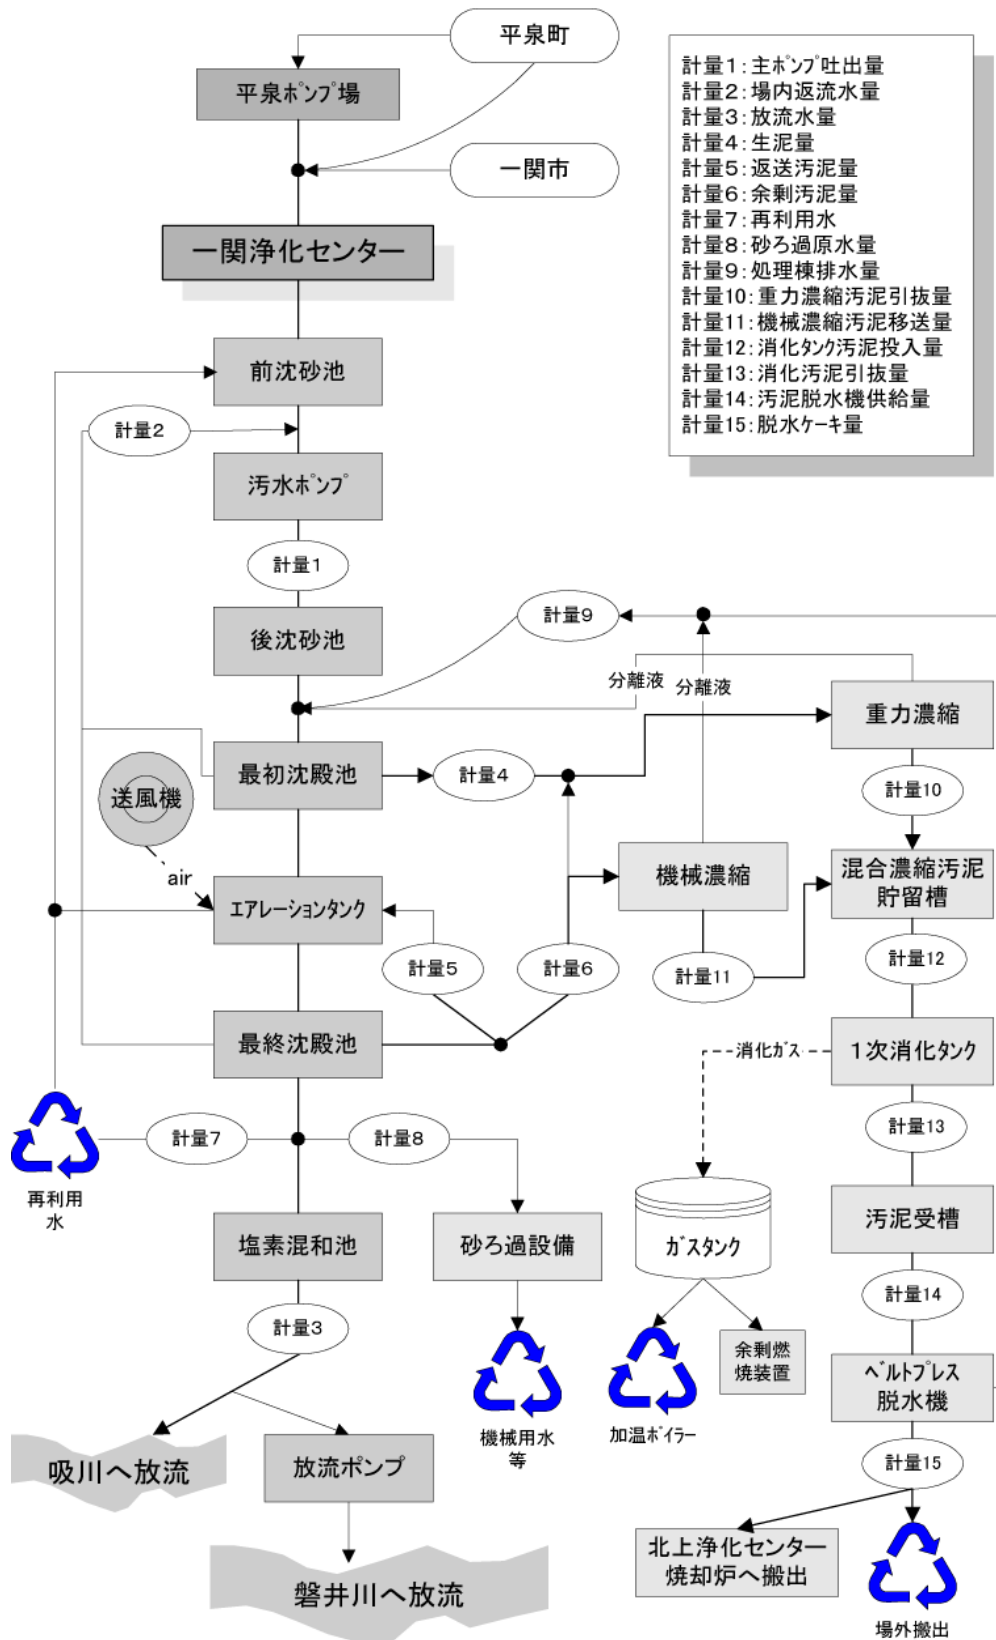 平泉町
平泉ﾎﾟﾝﾌﾟ場
一関市
一関浄化センター
計量1:主ﾎﾟﾝﾌﾟ吐出量
計量2:場内返流水量
計量3:放流水量
計量4:生泥量
計量5:返送汚泥量
計量6:余剰汚泥量
計量7:再利用水
計量8:砂ろ過原水量
計量9:処理棟排水量
計量10:重力濃縮汚泥引抜量
計量11:機械濃縮汚泥移送量
計量12:消化ﾀﾝｸ汚泥投入量
計量13:消化汚泥引抜量
計量14:汚泥脱水機供給量
計量15:脱水ケーキ量
前沈砂池
計量2
汚水ﾎﾟﾝﾌﾟ
計量1
後沈砂池
計量9
分離液
分離液
重力濃縮
最初沈殿池
計量4
送風機
計量10
air
機械濃縮
混合濃縮汚泥
貯留槽
エアレーションタンク
計量5
計量6
計量11
計量12
最終沈殿池
消化ｶﾞｽ
1次消化ﾀﾝｸ
計量7
計量8
計量13
再利用
水
塩素混和池
砂ろ過設備
ｶﾞｽﾀﾝｸ
汚泥受槽
計量3
計量14
余剰燃
焼装置
ﾍﾞﾙﾄﾌﾟﾚｽ
脱水機
機械用水
等
加温ﾎﾞｲﾗｰ
吸川へ放流
放流ポンプ
計量15
北上浄化センター
焼却炉へ搬出
磐井川へ放流
場外搬出